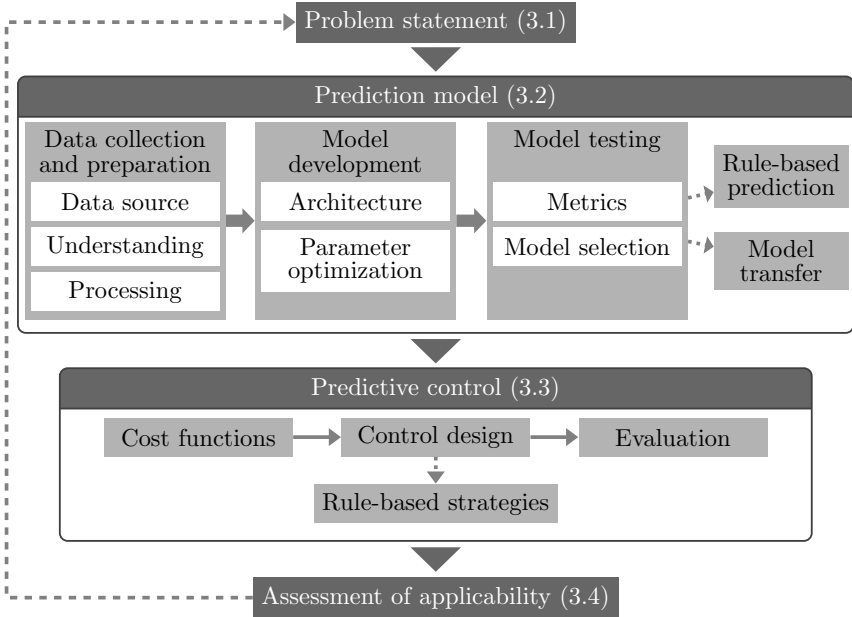 Problem statement (3.1)
Prediction model (3.2)
Data collection
and preparation
Data source
Understanding
Processing
Model
development
Architecture
Parameter
optimization
Model testing
Metrics
Model selection
Rule-based
prediction
Model
transfer
Predictive control (3.3)
Cost functions
Control design
Evaluation
Rule-based strategies
Assessment of applicability (3.4)